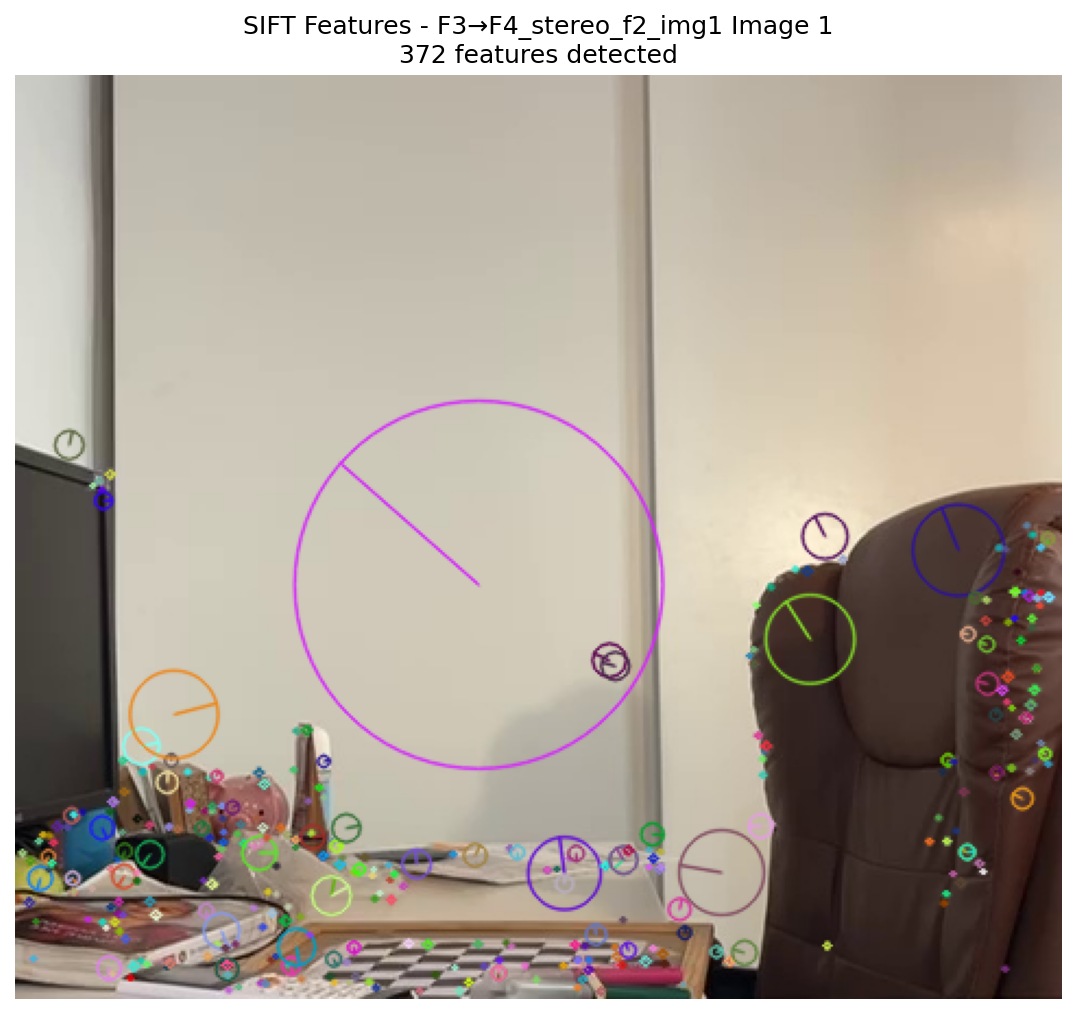 SIFT Features - F3→F4_stereo_f2_img1 Image 1
372 features detected